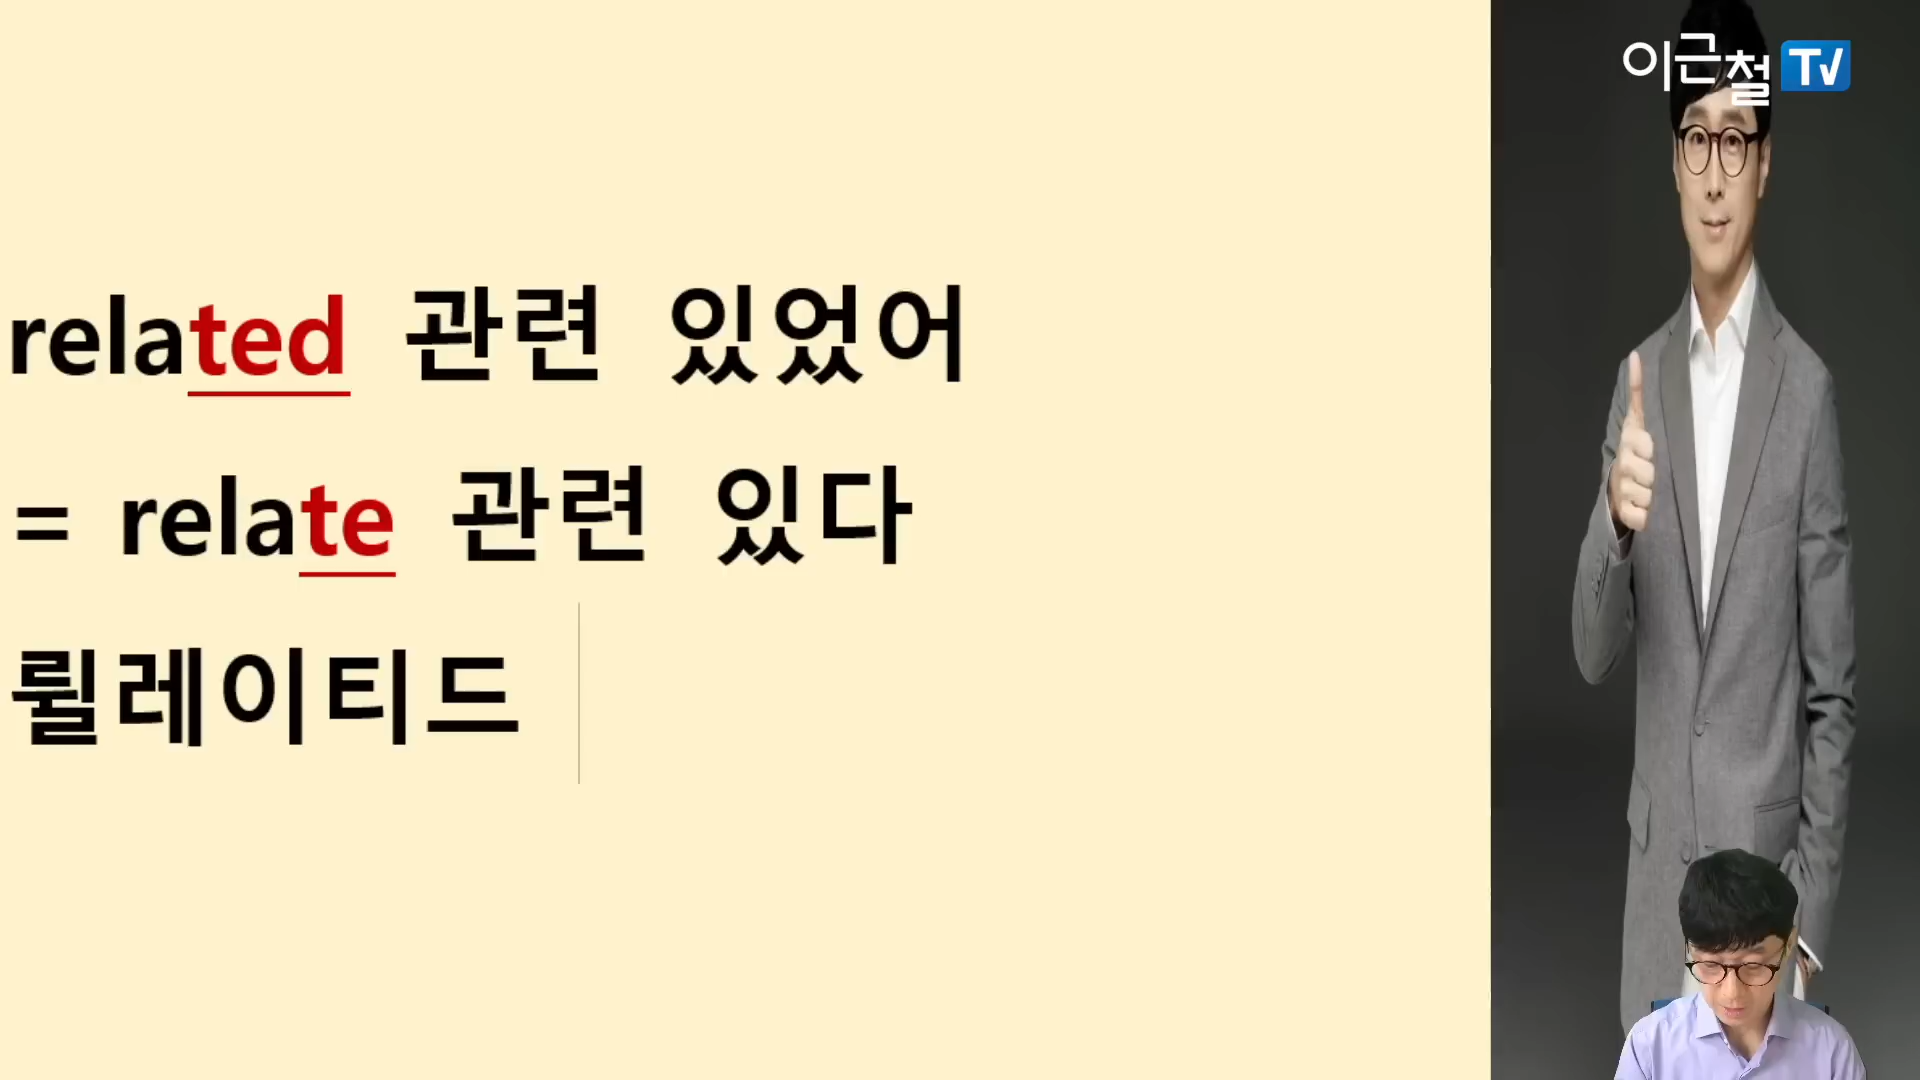 이근철 TV
related 관련 있었어
= relate 관련 있다
륄레이티드